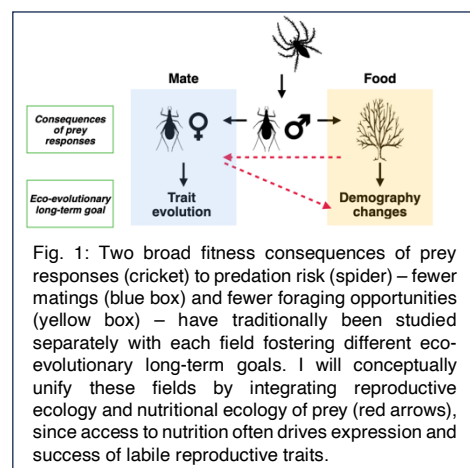 Mate
Food
Consequences
of prey
responses
♀
♂
Eco-evolutionary
long-term goal
Trait
evolution
Demography
changes
Fig. 1: Two broad fitness consequences of prey
responses (cricket) to predation risk (spider) – fewer
matings (blue box) and fewer foraging opportunities
(yellow box) – have traditionally been studied
separately with each field fostering different eco-
evolutionary long-term goals. I will conceptually
unify these fields by integrating reproductive
ecology and nutritional ecology of prey (red arrows),
since access to nutrition often drives expression and
success of labile reproductive traits.